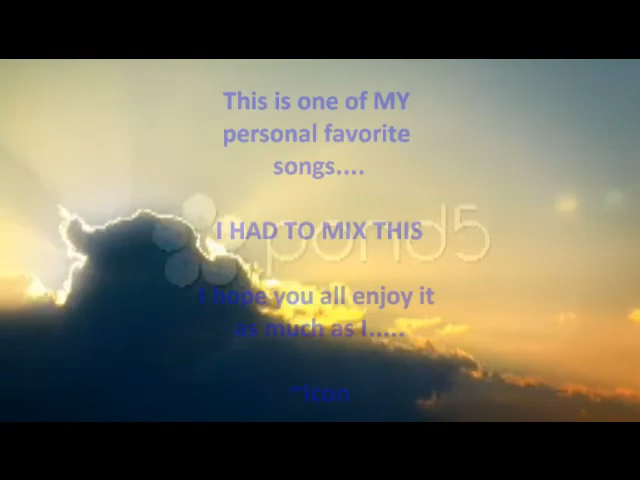 This is one of MY
personal favorite
songs....
I HAD TO MIX THIS
pond5
I hope you all enjoy it
as much as I.....
~Icon